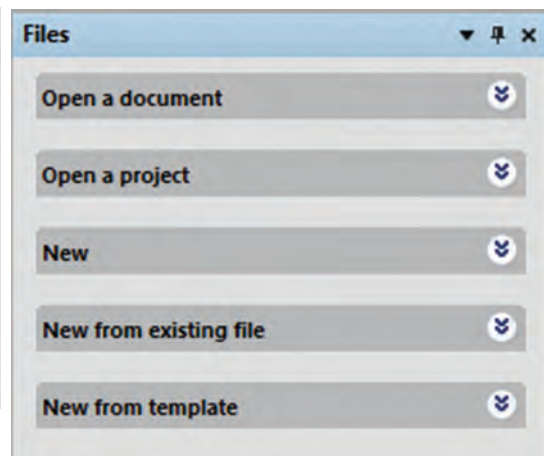 Files
Open a document
Open a project
New
New from existing file
New from template